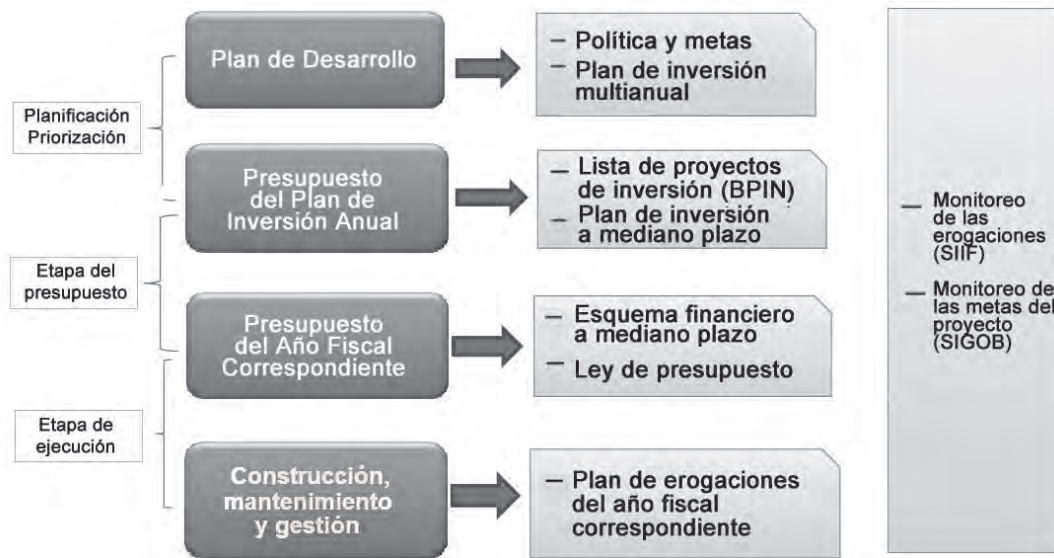 Planificación
Priorización
Etapa del
presupuesto
Etapa de
ejecución
Plan de Desarrollo
— Política y metas
— Plan de inversión
multianual
Presupuesto
del Plan de
Inversión Anual
— Lista de proyectos
de inversión (BPIN)
— Plan de inversión
a mediano plazo
Presupuesto
del Año Fiscal
Correspondiente
— Esquema financiero
a mediano plazo
— Ley de presupuesto
Construcción,
mantenimiento
y gestión
— Plan de erogaciones
del año fiscal
correspondiente
— Monitoreo
de las
erogaciones
(SIIF)
— Monitoreo de
las metas del
proyecto
(SIGOB)